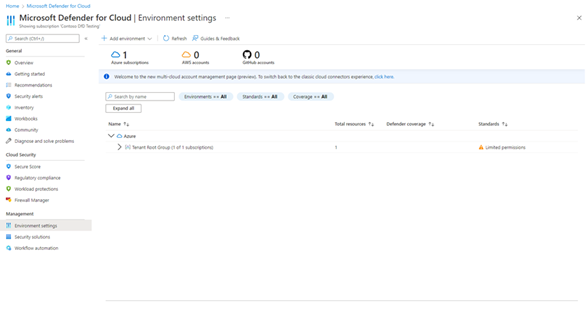 Home > Microsoft Defender for Cloud
Microsoft Defender for Cloud | Environment settings ...
Showing subscription 'Contoso D4D Testing'
Search (Ctrl+/)
General
Overview
Getting started
Recommendations
Security alerts
Inventory
Workbooks
Community
Diagnose and solve problems
Cloud Security
Secure Score
Regulatory compliance
Workload protections
Firewall Manager
Management
Environment settings
Security solutions
Workflow automation
Add environment
Refresh
Guides & Feedback
1
Azure subscriptions
0
AWS accounts
0
GitHub accounts
Welcome to the new multi-cloud account management page (preview). To switch back to the classic cloud connectors experience, click here.
Search by name
Environments == All
Standards == All
Coverage == All
Expand all
Name
Total resources
Defender coverage
Standards
Azure
Tenant Root Group (1 of 1 subscriptions)
1
Limited permissions